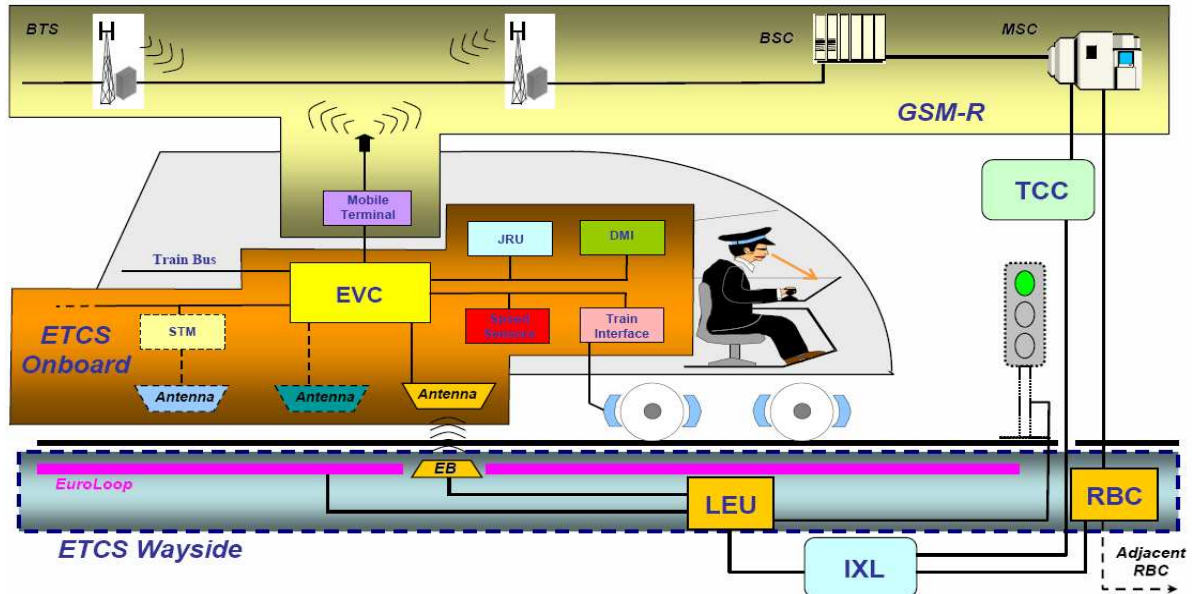 BTS
BSC
MSC
GSM-R
TCC
Mobile
Terminal
JRU
DMI
Train Bus
EVC
ETCS
Onboard
STM
Speed
Sensors
Train
Interface
Antenna
Antenna
Antenna
EB
EuroLoop
LEU
RBC
ETCS Wayside
IXL
Adjacent
RBC